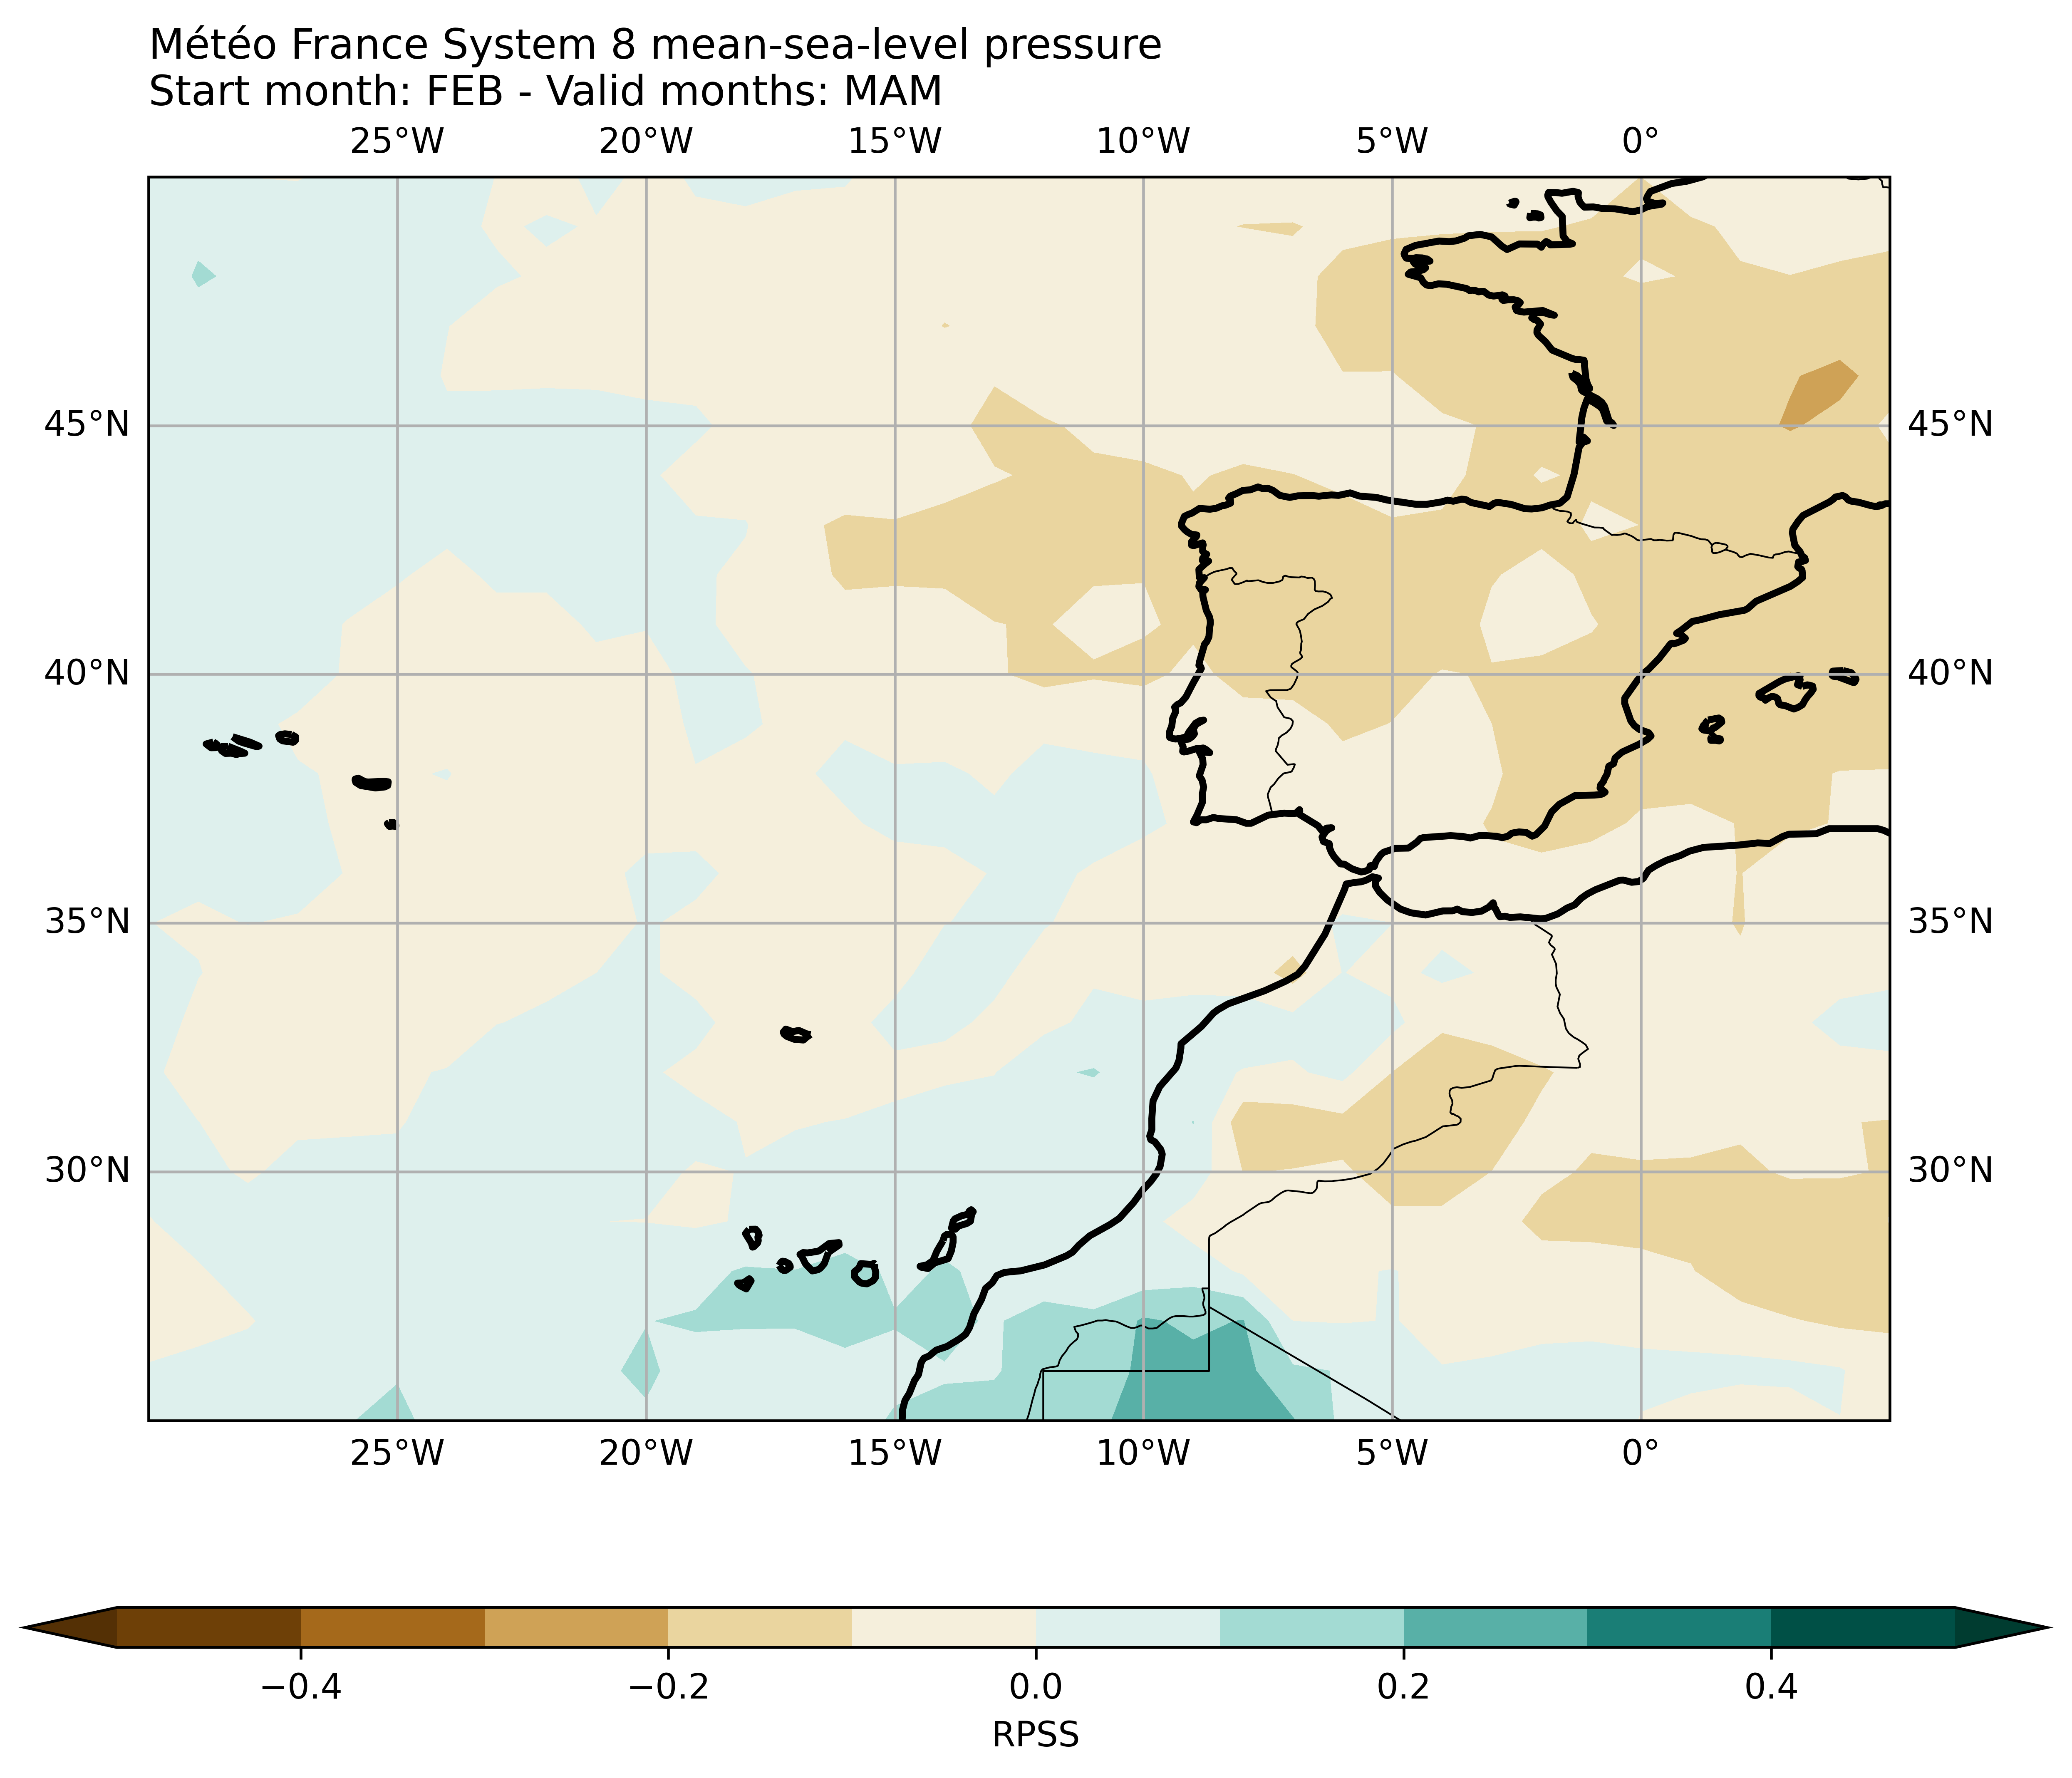 Météo France System 8 mean-sea-level pressure
Start month: FEB - Valid months: MAM
25°W 20°W 15°W 10°W 5°W 0°
45°N 45°N
40°N 40°N
35°N 35°N
30°N 30°N
25°W 20°W 15°W 10°W 5°W 0°
−0.4 −0.2 0.0 0.2 0.4
RPSS